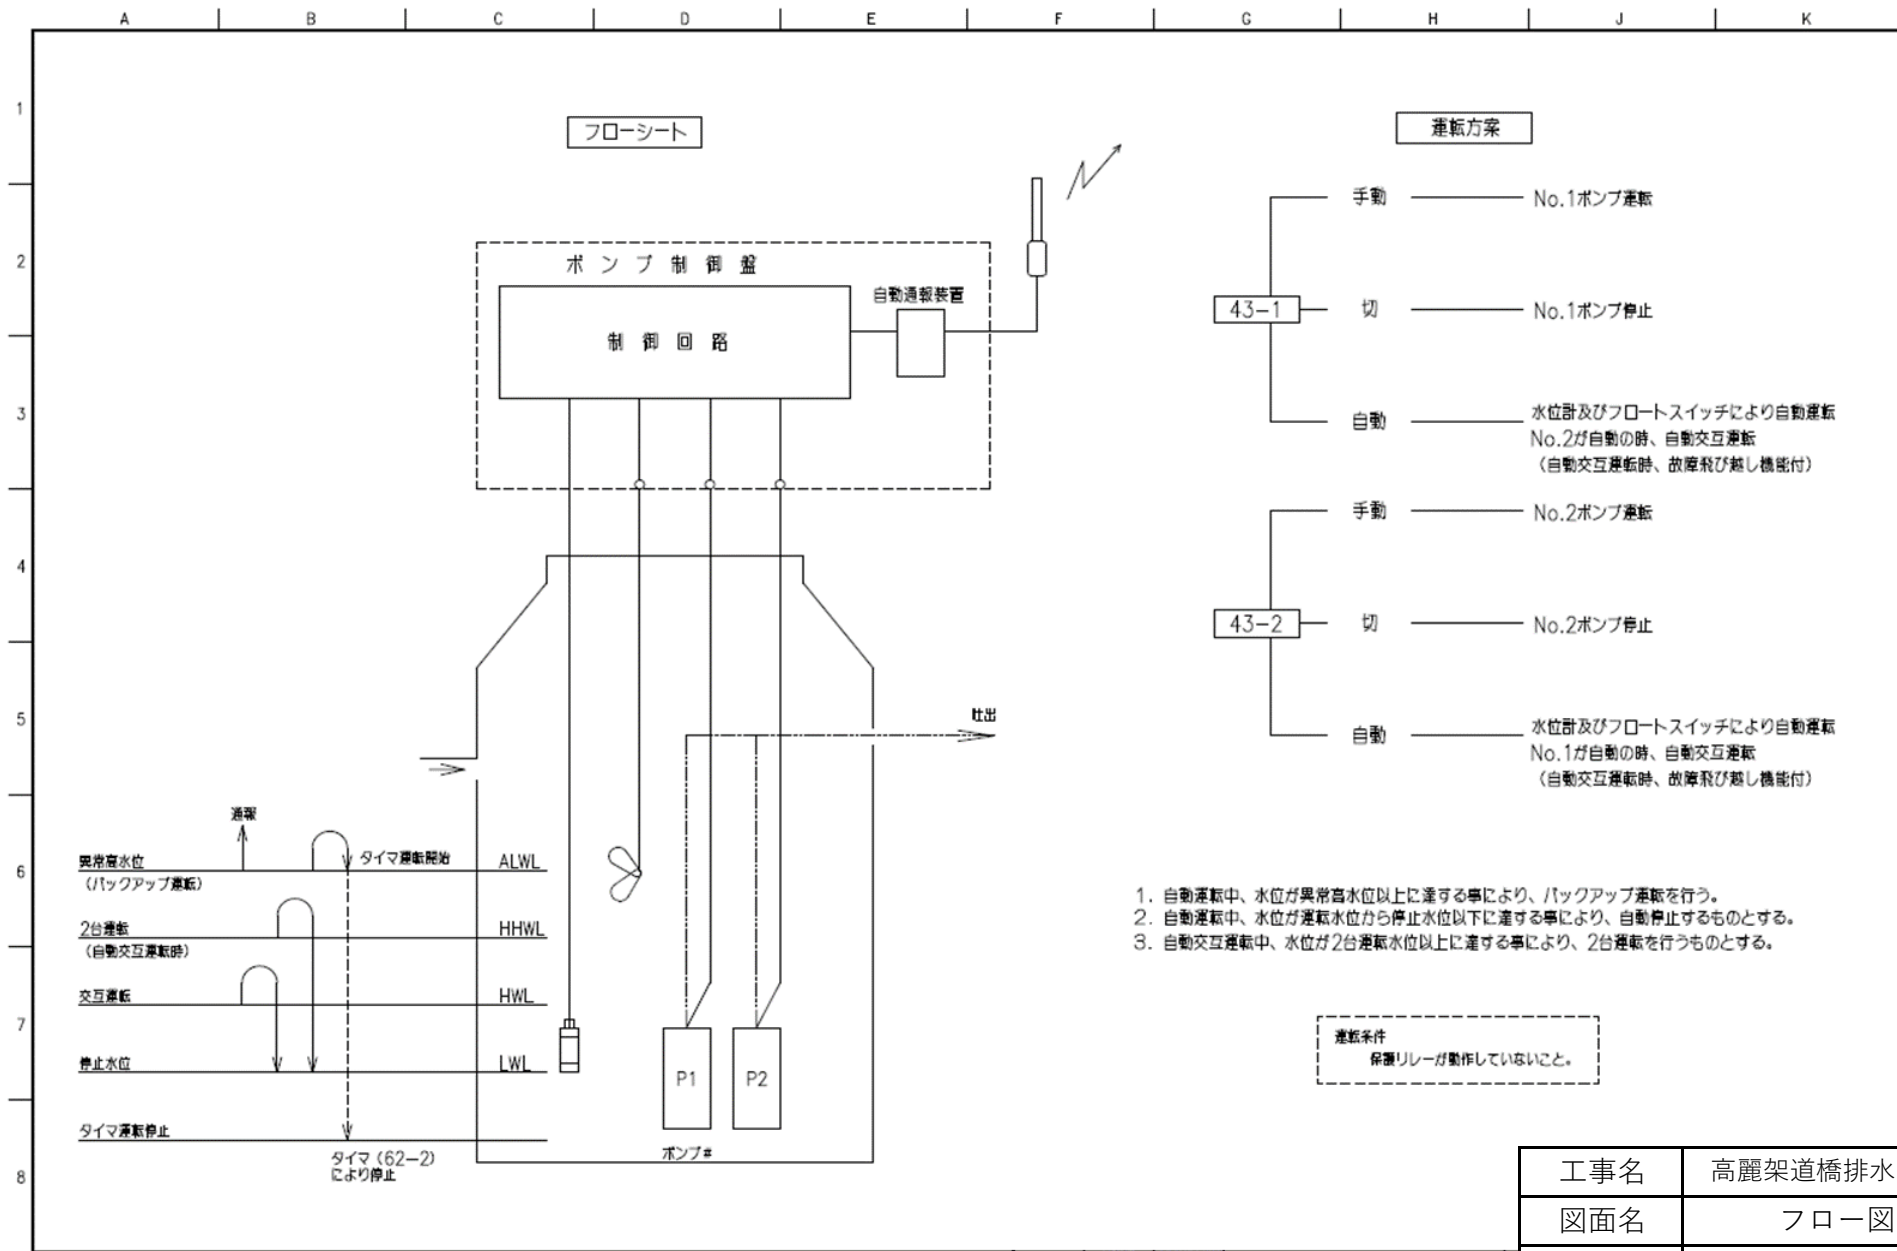 A B C D E F G H J K
1
2
3
4
5
6
7
8
フローシート
ポンプ制御盤
自動通報装置
制御回路
吐出
通報
異常高水位
(バックアップ運転)
タイマ運転開始
ALWL
2台運転
(自動交互運転時)
HHWL
交互運転
HWL
停止水位
LWL
タイマ運転停止
タイマ(62-2)
により停止
P1
P2
ポンプ#
運転方案
手動 No.1ポンプ運転
43-1 切 No.1ポンプ停止
自動 水位計及びフロートスイッチにより自動運転
No.2が自動の時、自動交互運転
(自動交互運転時、故障飛び越し機能付)
手動 No.2ポンプ運転
43-2 切 No.2ポンプ停止
自動 水位計及びフロートスイッチにより自動運転
No.1が自動の時、自動交互運転
(自動交互運転時、故障飛び越し機能付)
1. 自動運転中、水位が異常高水位以上に達する事により、バックアップ運転を行う。
2. 自動運転中、水位が運転水位から停止水位以下に達する事により、自動停止するものとする。
3. 自動交互運転中、水位が2台運転水位以上に達する事により、2台運転を行うものとする。
運転条件
保護リレーが動作していないこと。
工事名 高麗架道橋排水
図面名 フロー図